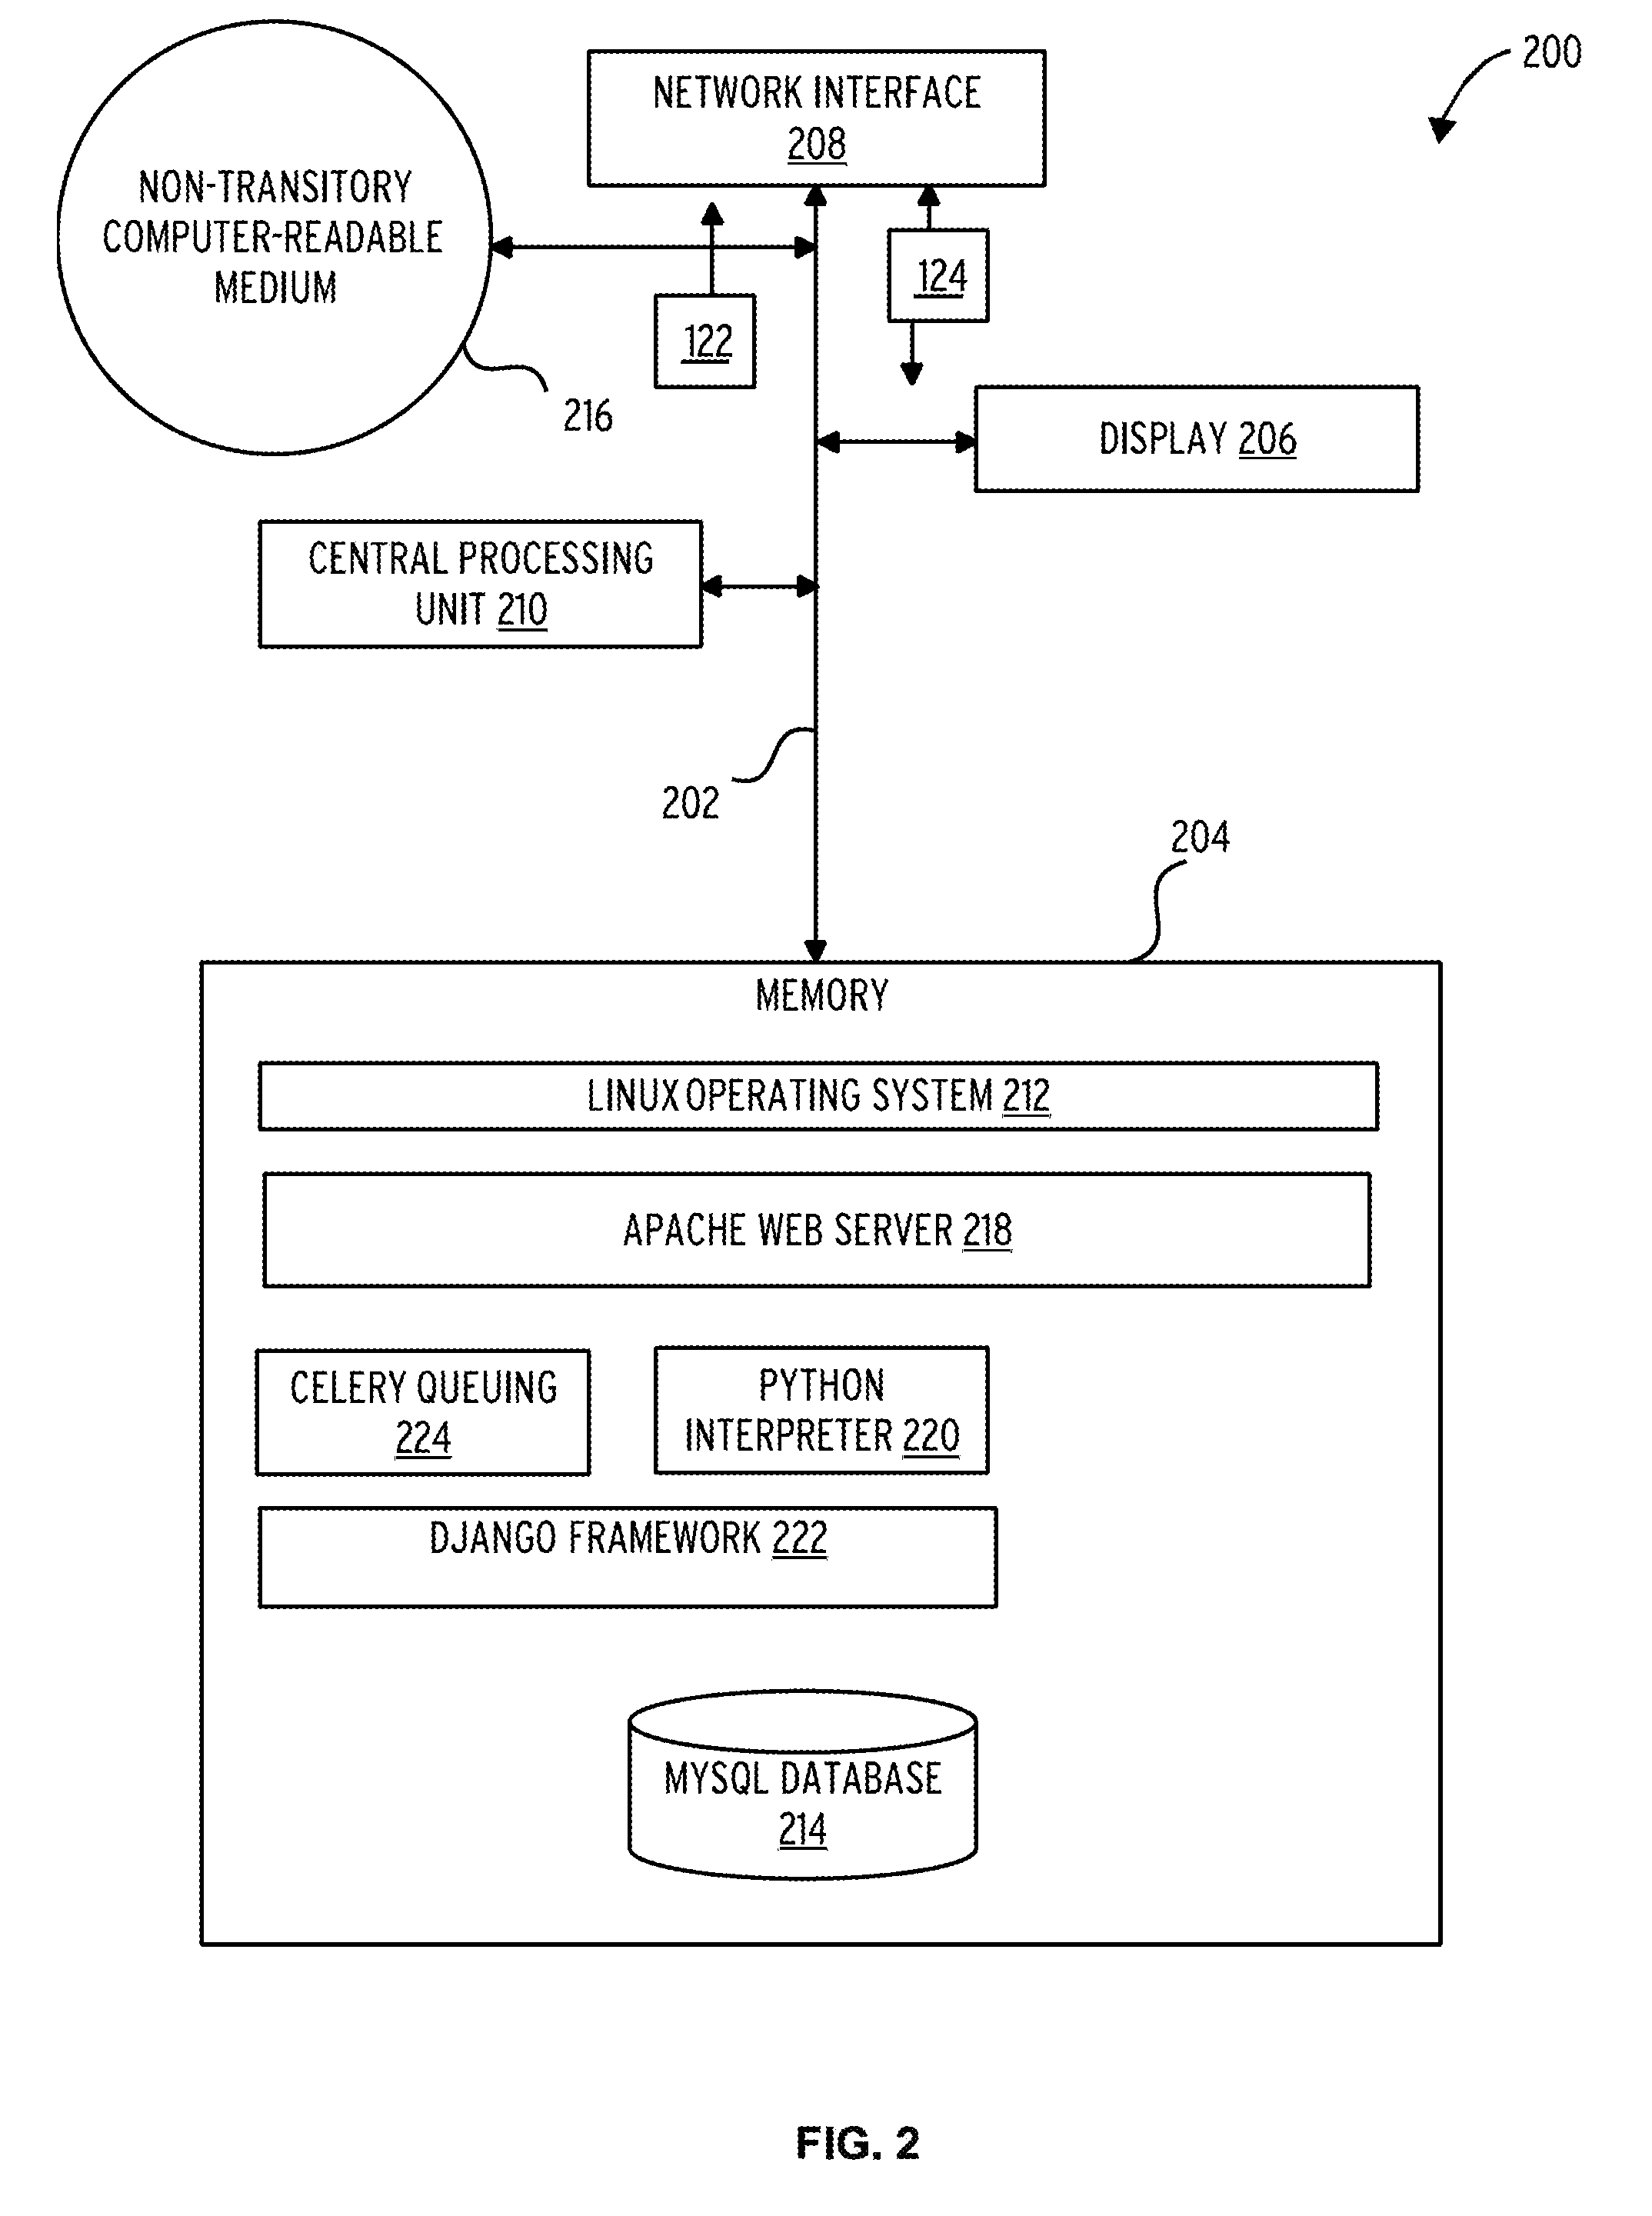 200
NETWORK INTERFACE
208
NON-TRANSITORY
COMPUTER-READABLE
MEDIUM
124
122
216
DISPLAY 206
CENTRAL PROCESSING
UNIT 210
202
204
MEMORY
LINUX OPERATING SYSTEM 212
APACHE WEB SERVER 218
CELERY QUEUING
224
PYTHON
INTERPRETER 220
DJANGO FRAMEWORK 222
MYSQL DATABASE
214
FIG. 2